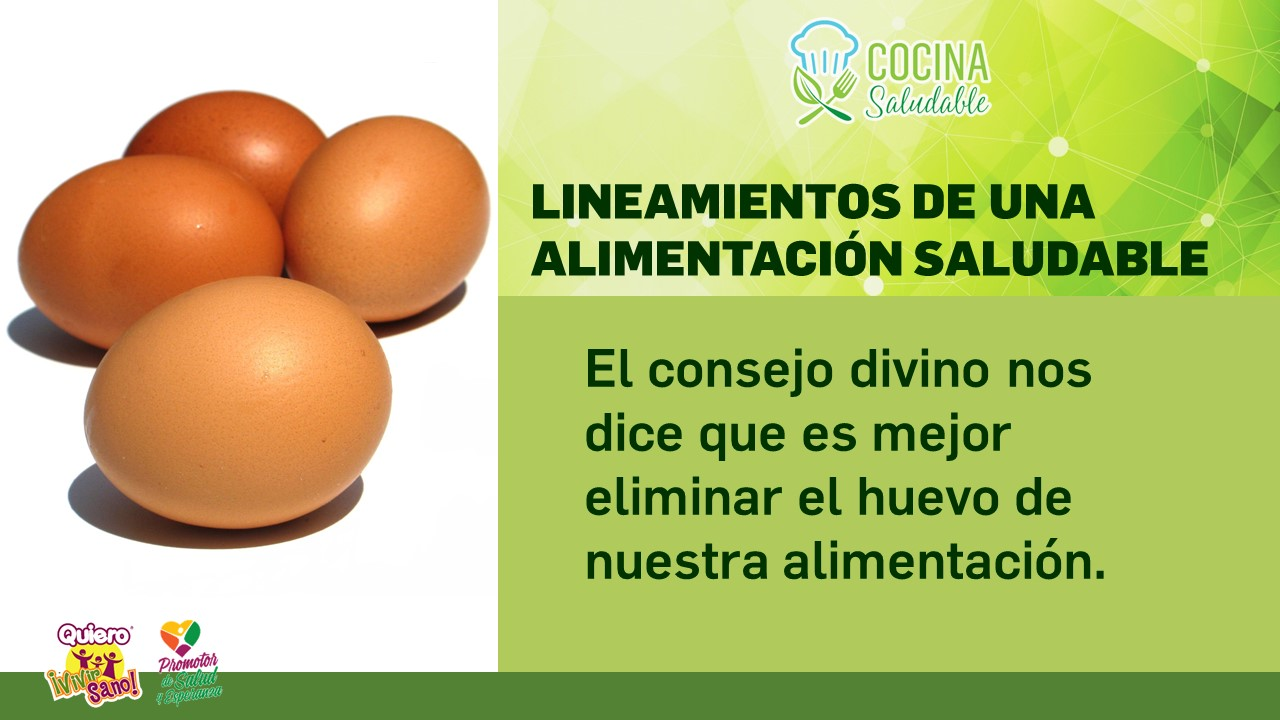 COCINA
Saludable
LINEAMIENTOS DE UNA
ALIMENTACIÓN SALUDABLE
El consejo divino nos
dice que es mejor
eliminar el huevo de
nuestra alimentación.
Quiero
¡Vivir
Sano!
Promotor
de Salud
y Esperanza